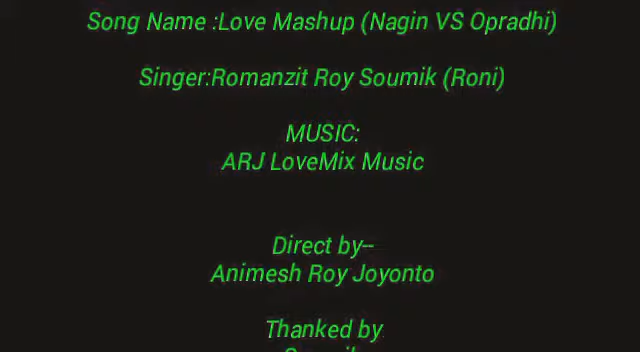 Song Name :Love Mashup (Nagin VS Opradhi)
Singer:Romanzit Roy Soumik (Roni)
MUSIC:
ARJ LoveMix Music
Direct by--
Animesh Roy Joyonto
Thanked by